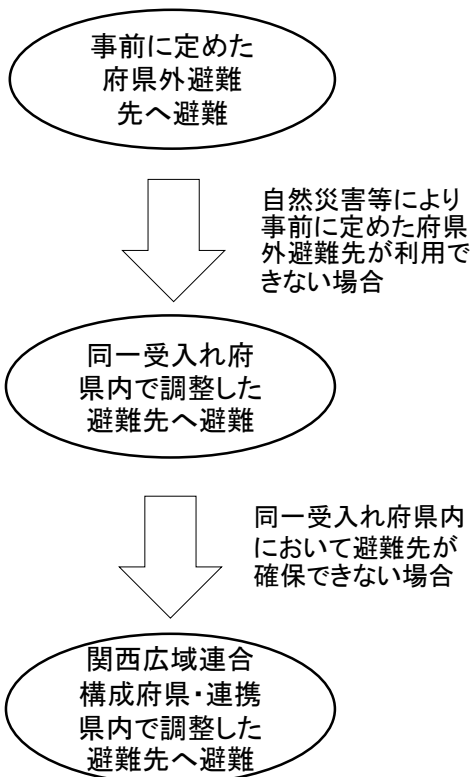 事前に定めた
府県外避難
先へ避難
自然災害等により
事前に定めた府県
外避難先が利用で
きない場合
同一受入れ府
県内で調整した
避難先へ避難
同一受入れ府県内
において避難先が
確保できない場合
関西広域連合
構成府県・連携
県内で調整した
避難先へ避難